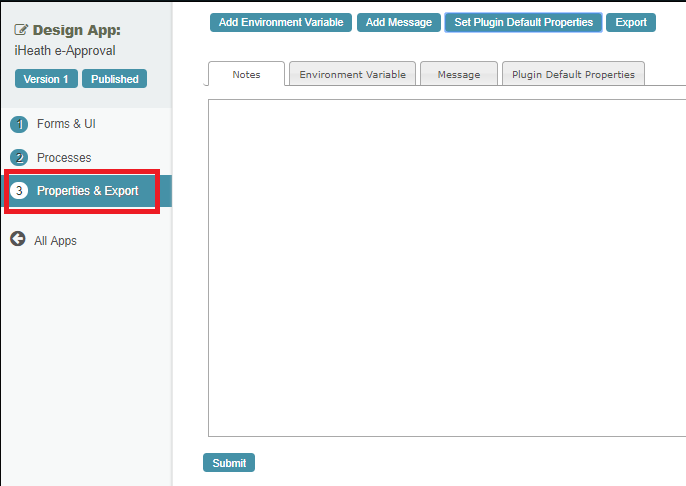 Design App:
iHeath e-Approval
Version 1 Published
1 Forms & UI
2 Processes
3 Properties & Export
All Apps
Add Environment Variable Add Message Set Plugin Default Properties Export
Notes Environment Variable Message Plugin Default Properties
Submit